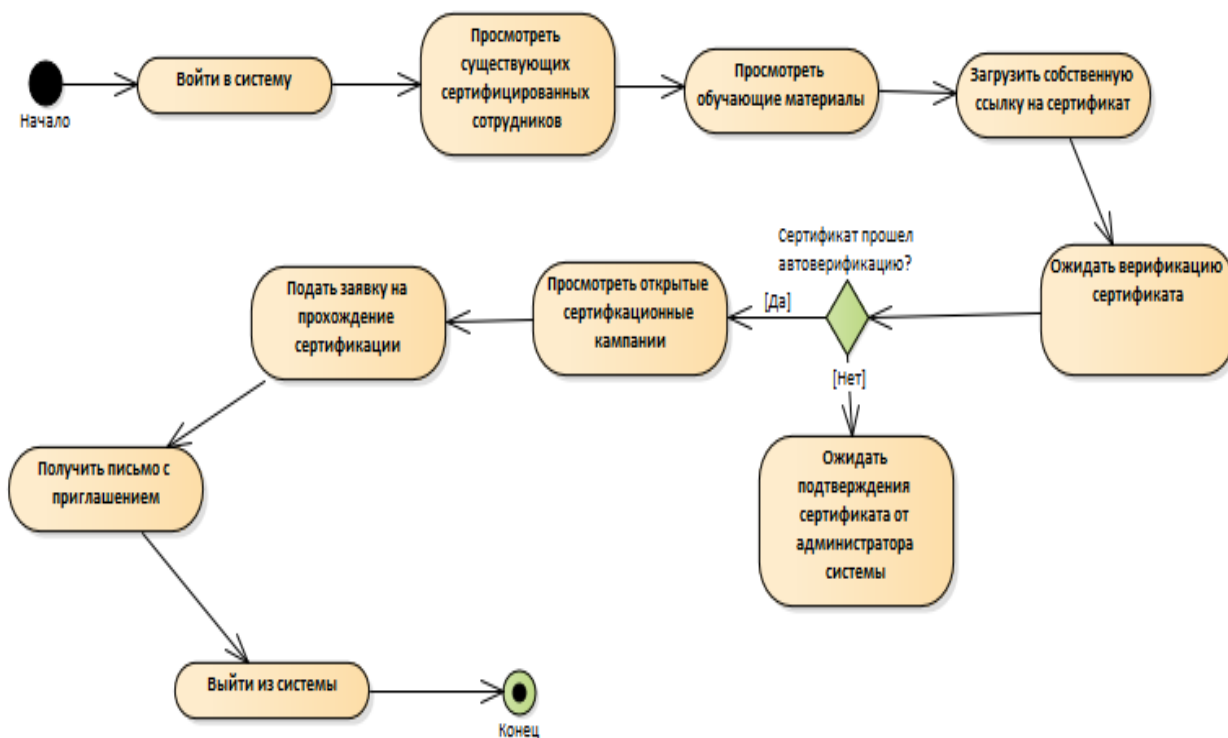 Начало
Войти в систему
Просмотреть
существующих
сертифицированных
сотрудников
Просмотреть
обучающие материалы
Загрузить собственную
ссылку на сертификат
Ожидать верификацию
сертификата
Сертификат прошел
автоверификацию?
[Да]
[Нет]
Просмотреть открытые
сертифкационные
кампании
Подать заявку на
прохождение
сертификации
Ожидать
подтверждения
сертификата от
администратора
системы
Получить письмо с
приглашением
Выйти из системы
Конец